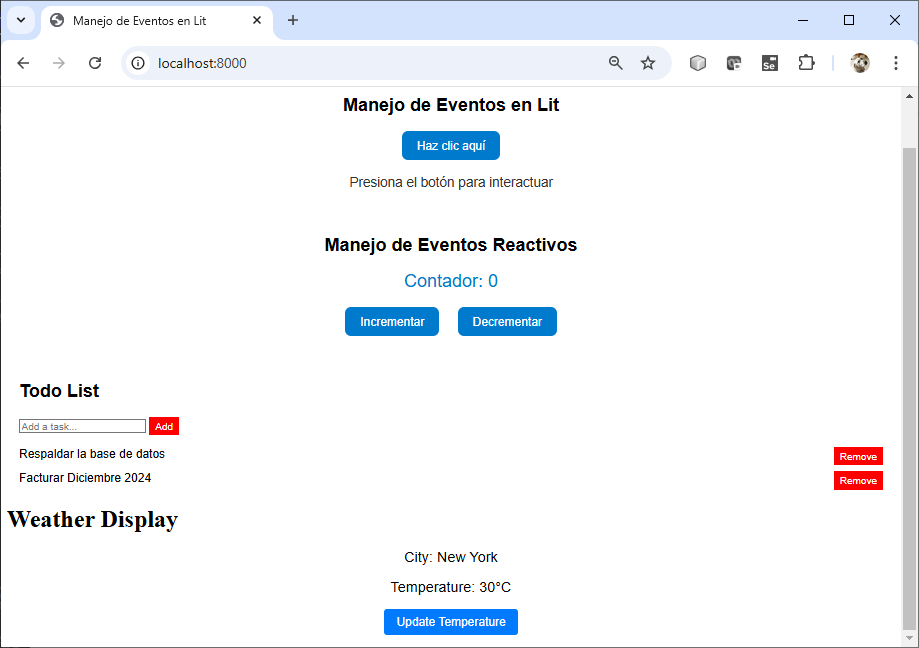 Manejo de Eventos en Lit
localhost:8000
Se
Manejo de Eventos en Lit
Haz clic aquí
Presiona el botón para interactuar
Manejo de Eventos Reactivos
Contador: 0
Incrementar Decrementar
Todo List
Add a task... Add
Respaldar la base de datos Remove
Facturar Diciembre 2024 Remove
Weather Display
City: New York
Temperature: 30°C
Update Temperature